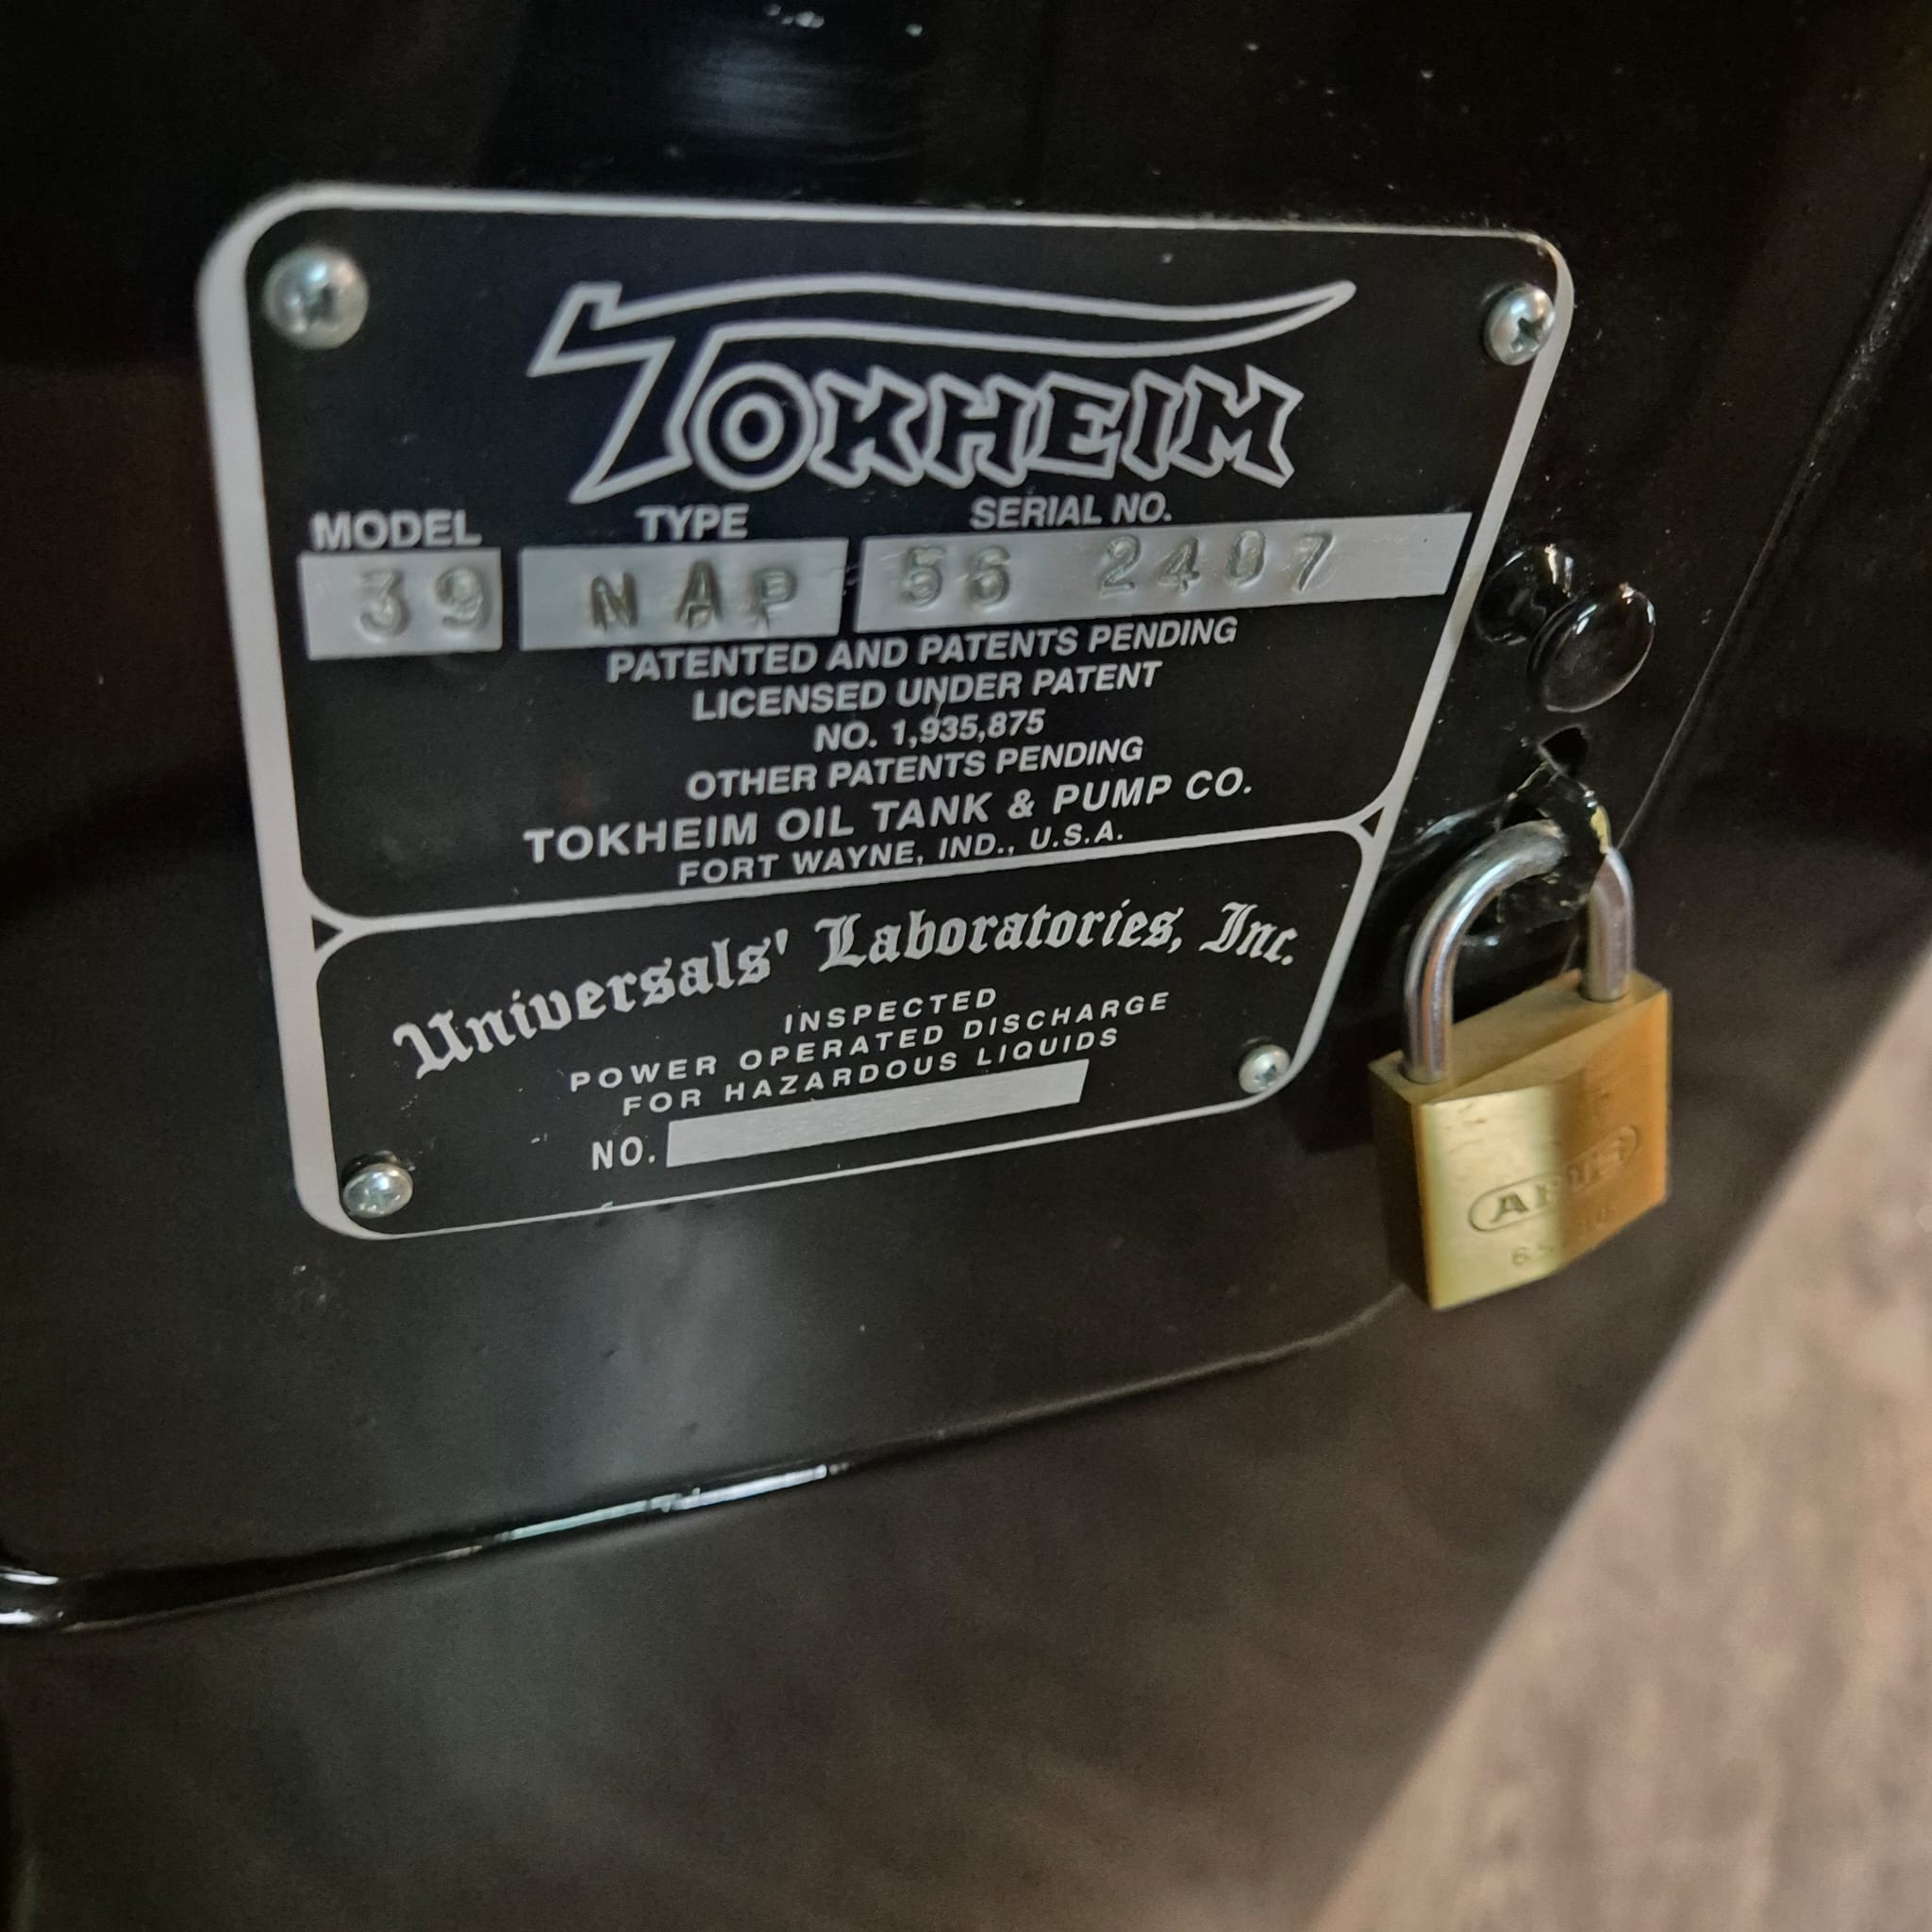 TOKHEIM
MODEL TYPE SERIAL NO.
39 NAP 56 2407
PATENTED AND PATENTS PENDING
LICENSED UNDER PATENT
NO. 1,935,875
OTHER PATENTS PENDING
TOKHEIM OIL TANK & PUMP CO.
FORT WAYNE, IND., U.S.A.
Universals' Laboratories, Inc.
INSPECTED
POWER OPERATED DISCHARGE
FOR HAZARDOUS LIQUIDS
NO.
ABUS